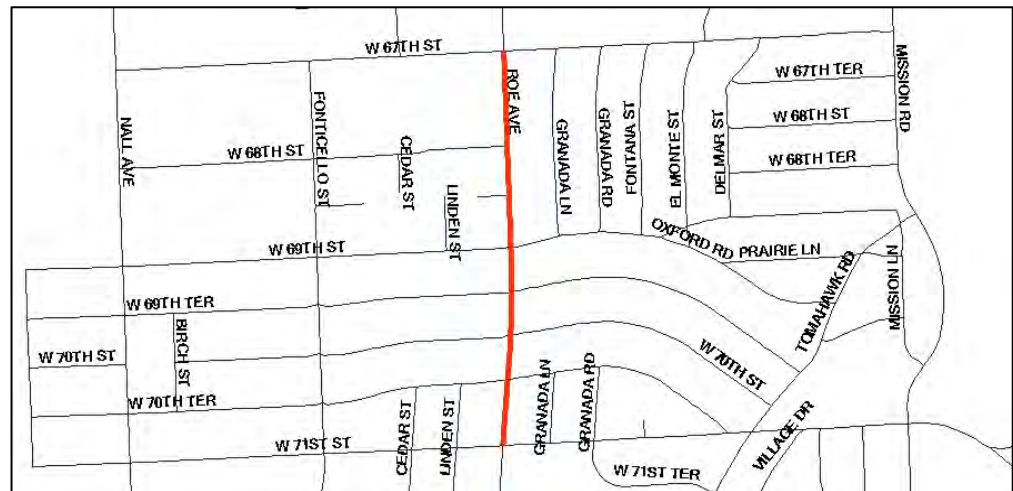 W 67TH ST
MISSION RD
W 67TH TER
ROE AVE
NALL AVE
FONTICELLO ST
GRANADA LN
GRANADA RD
FONTANA ST
EL MONTE ST
DELMAR ST
W 68TH ST
W 68TH ST
CEDAR ST
W 68TH TER
LINDEN ST
W 69TH ST
OXFORD RD
PRAIRIE LN
TOMAHAWK RD
MISSION LN
W 69TH TER
BIRCH ST
W 70TH ST
W 70TH ST
GRANADA LN
GRANADA RD
W 70TH TER
CEDAR ST
LINDEN ST
VILLAGE DR
W 71ST ST
W 71ST TER